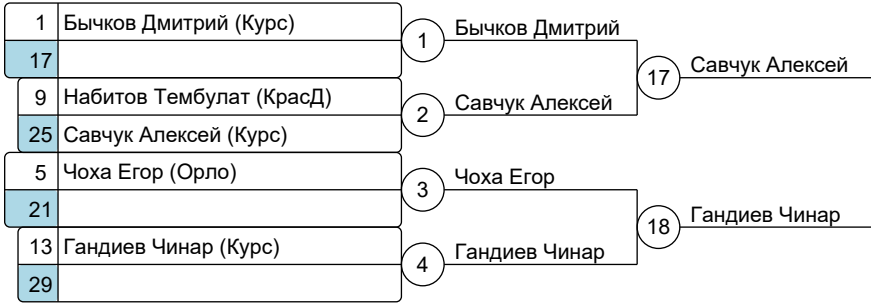 1 Бычков Дмитрий (Курс)
17
9 Набитов Тембулат (КрасД)
25 Савчук Алексей (Курс)
5 Чоха Егор (Орло)
21
13 Гандиев Чинар (Курс)
29
1 Бычков Дмитрий
2 Савчук Алексей
3 Чоха Егор
4 Гандиев Чинар
17 Савчук Алексей
18 Гандиев Чинар